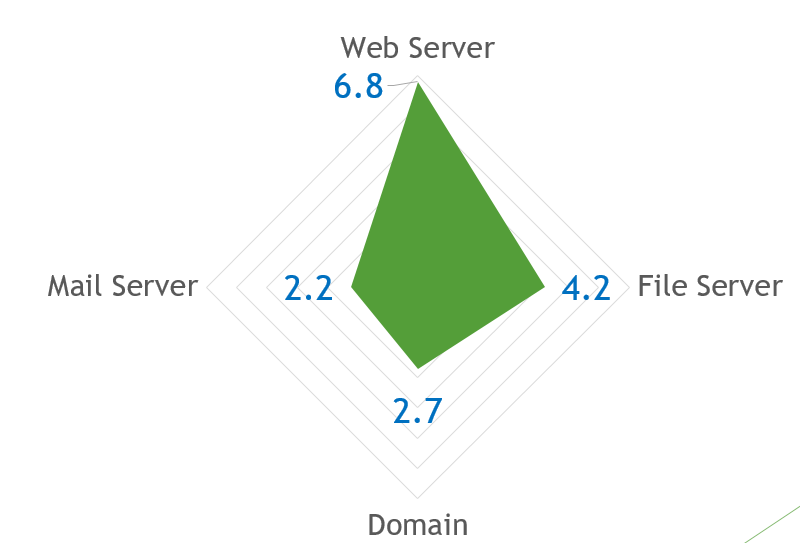 Web Server
6.8
Mail Server
2.2
4.2
File Server
2.7
Domain